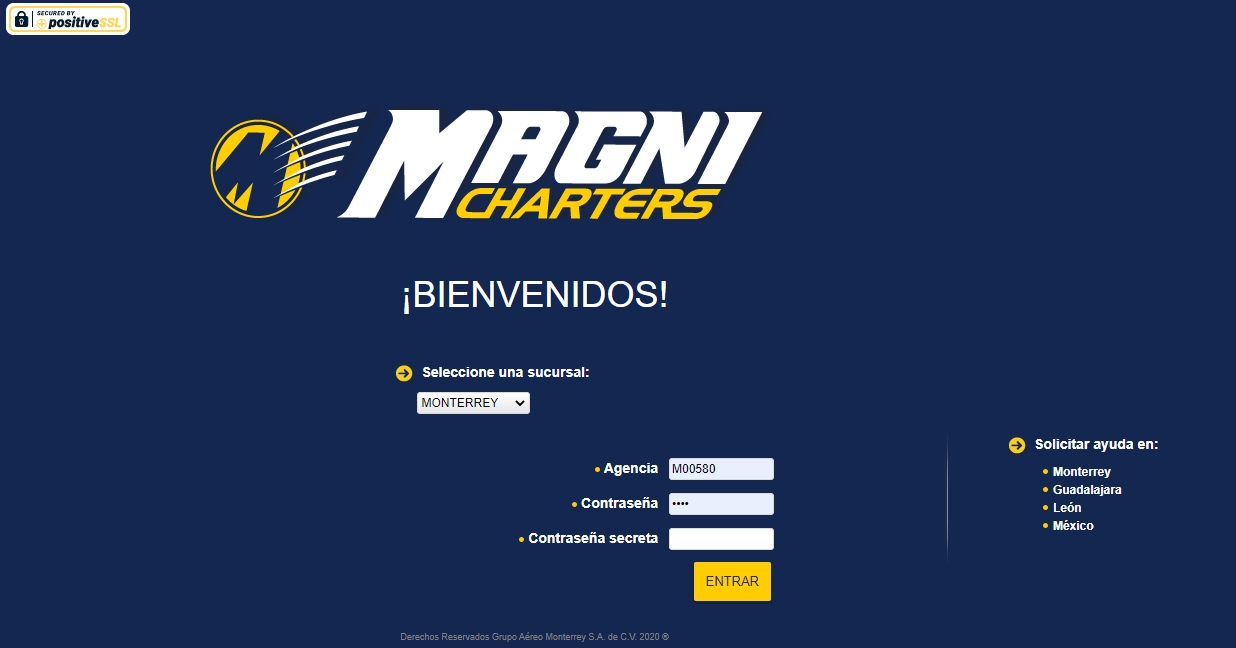 SECURED BY
positiveSSL
MAGNI
CHARTERS
¡BIENVENIDOS!
Seleccione una sucursal:
MONTERREY
Agencia M00580
Contraseña ••••
Contraseña secreta
ENTRAR
Solicitar ayuda en:
Monterrey
Guadalajara
León
México
Derechos Reservados Grupo Aéreo Monterrey S.A. de C.V. 2020 ®